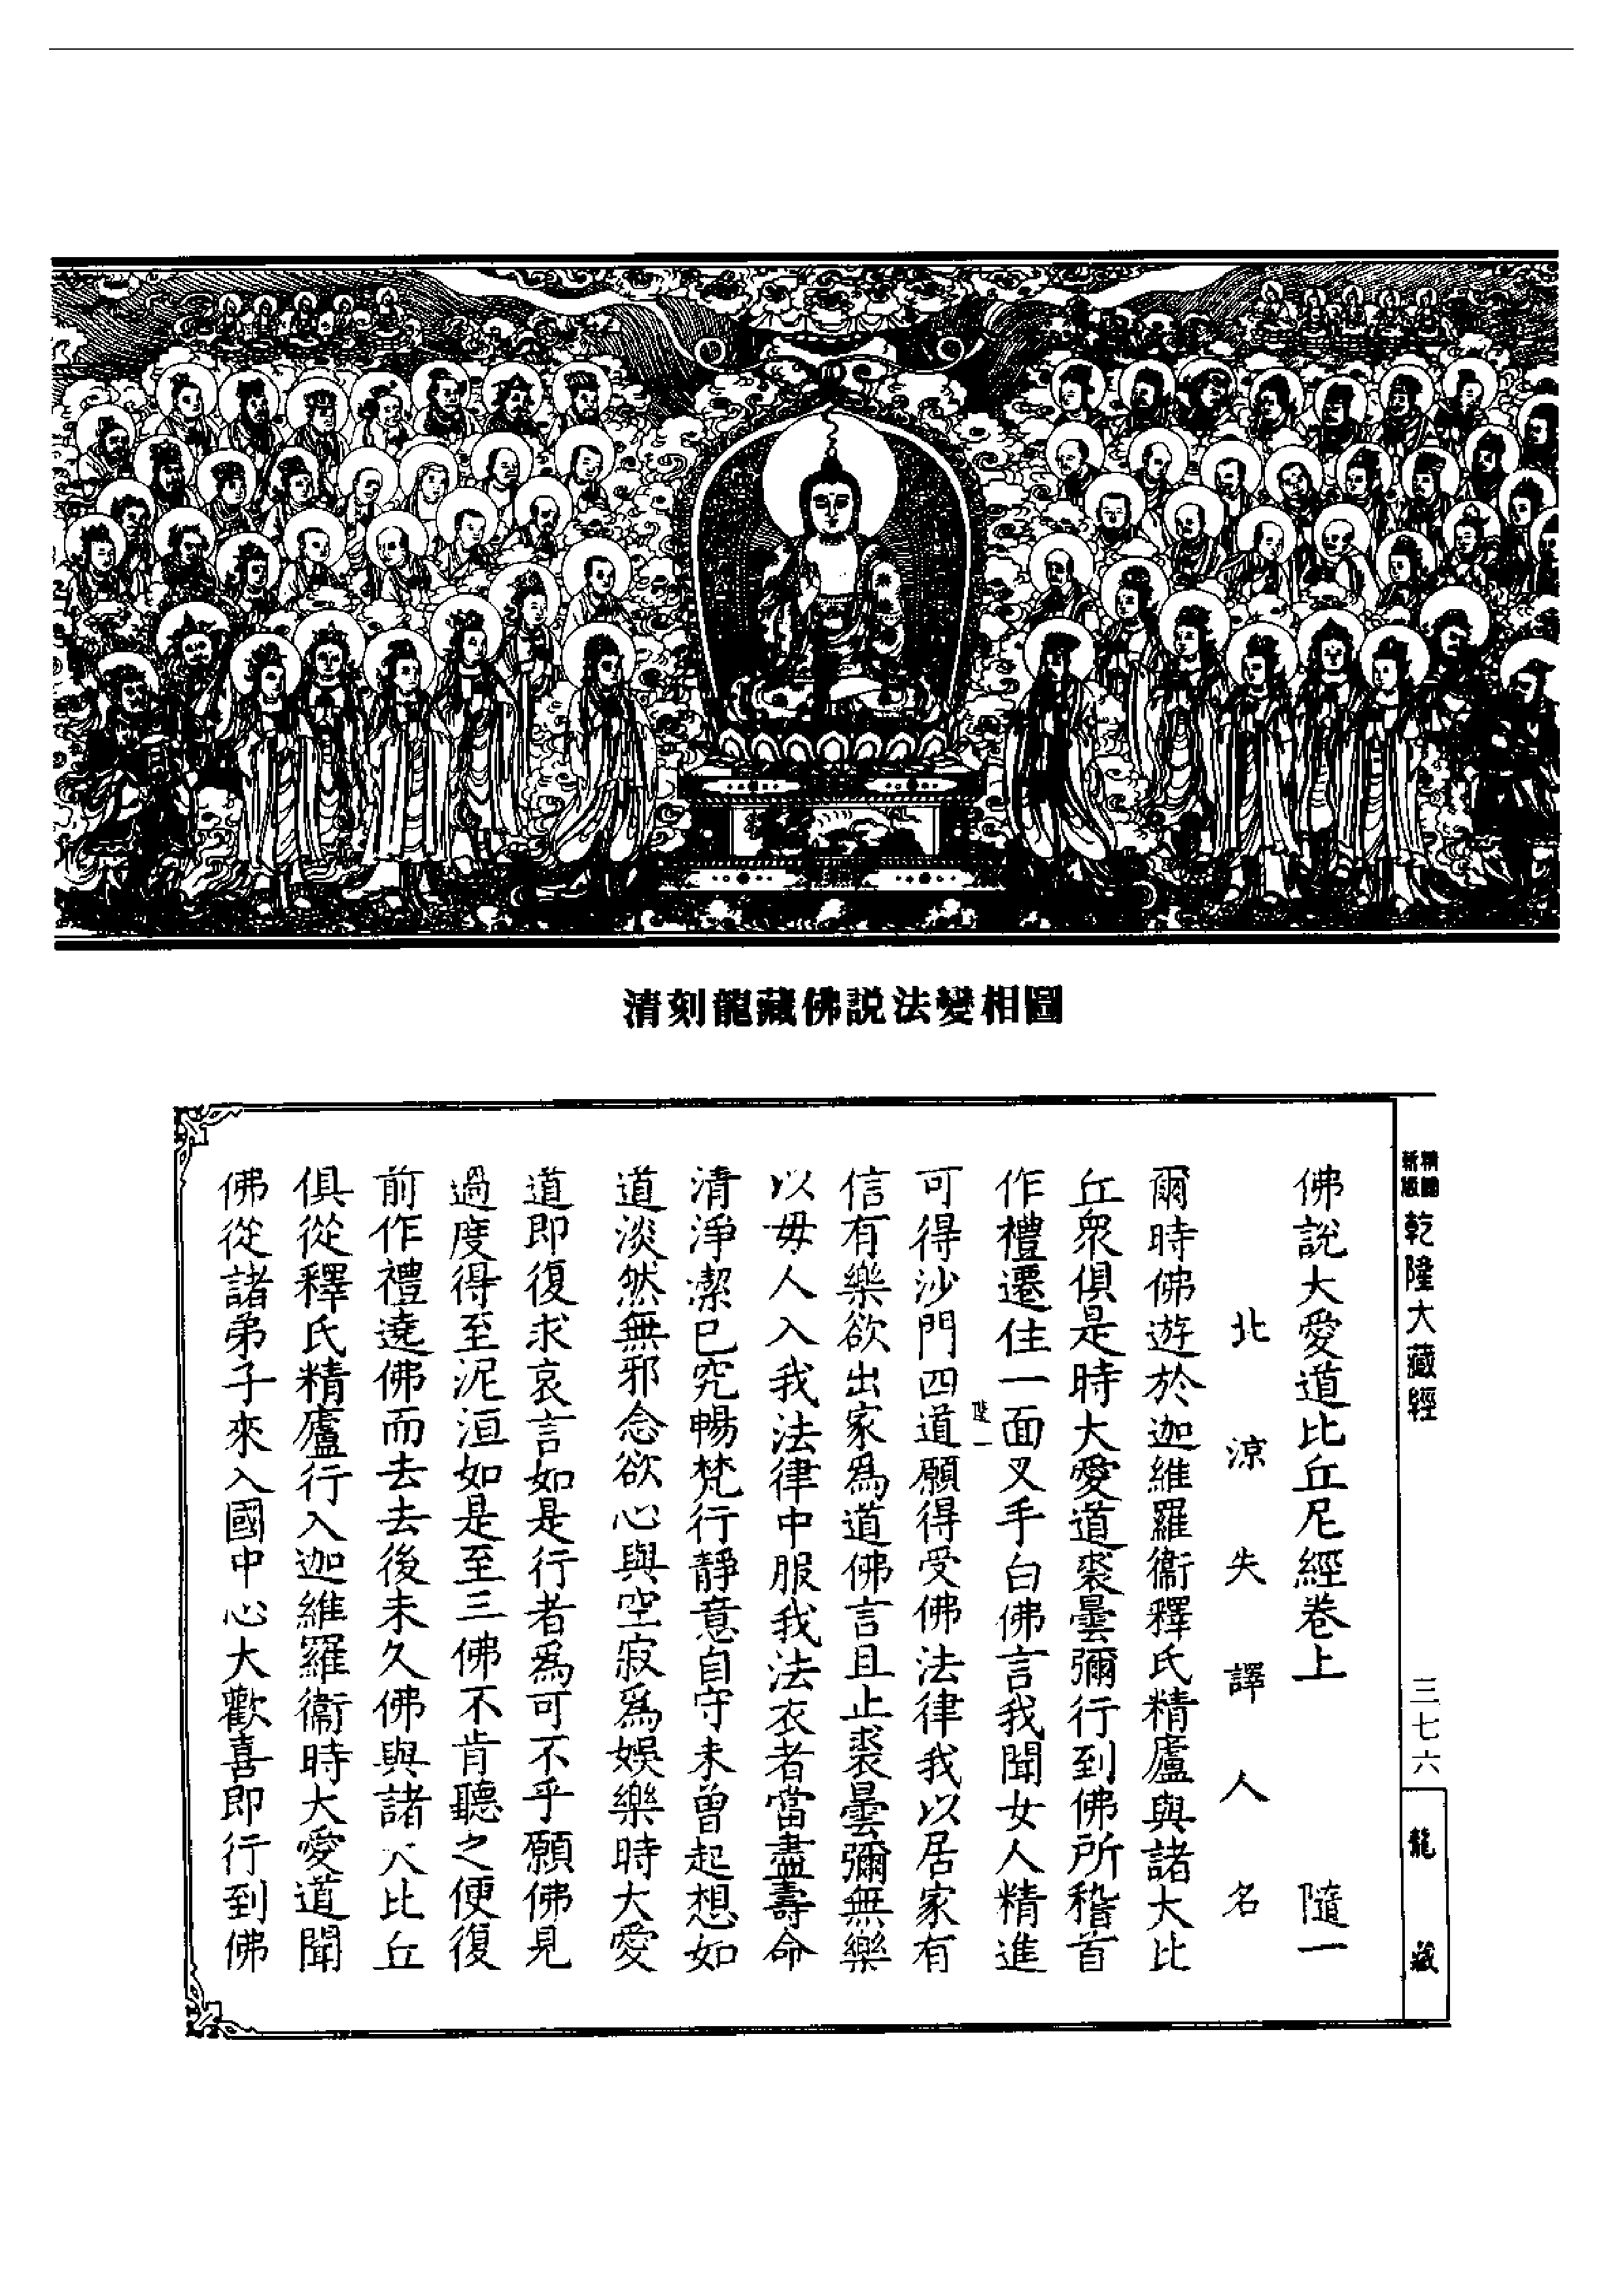 清刻龍藏佛説法變相圖
新版
精縮
乾隆大藏經
三七六
龍藏
佛說大愛道比丘尼經卷上 隨一
北涼失譯人名
爾時佛遊於迦維羅衞釋氏精廬與諸大比
丘衆俱是時大愛道裘曇彌行到佛所稽首
作禮遷住一面叉手白佛言我聞女人精進
隨一
可得沙門四道願得受佛法律我以居家有
信有樂欲出家爲道佛言且止裘曇彌無樂
以毋人入我法律中服我法衣者當盡壽命
清淨潔已究暢梵行靜意自守未曾起想如
道淡然無邪念欲心與空寂爲娛樂時大愛
道即復求哀言如是行者爲可不乎願佛見
過度得至泥洹如是至三佛不肯聽之便復
前作禮遶佛而去去後未久佛與諸大比丘
俱從釋氏精廬行入迦維羅衞時大愛道聞
佛從諸弟子來入國中心大歡喜即行到佛